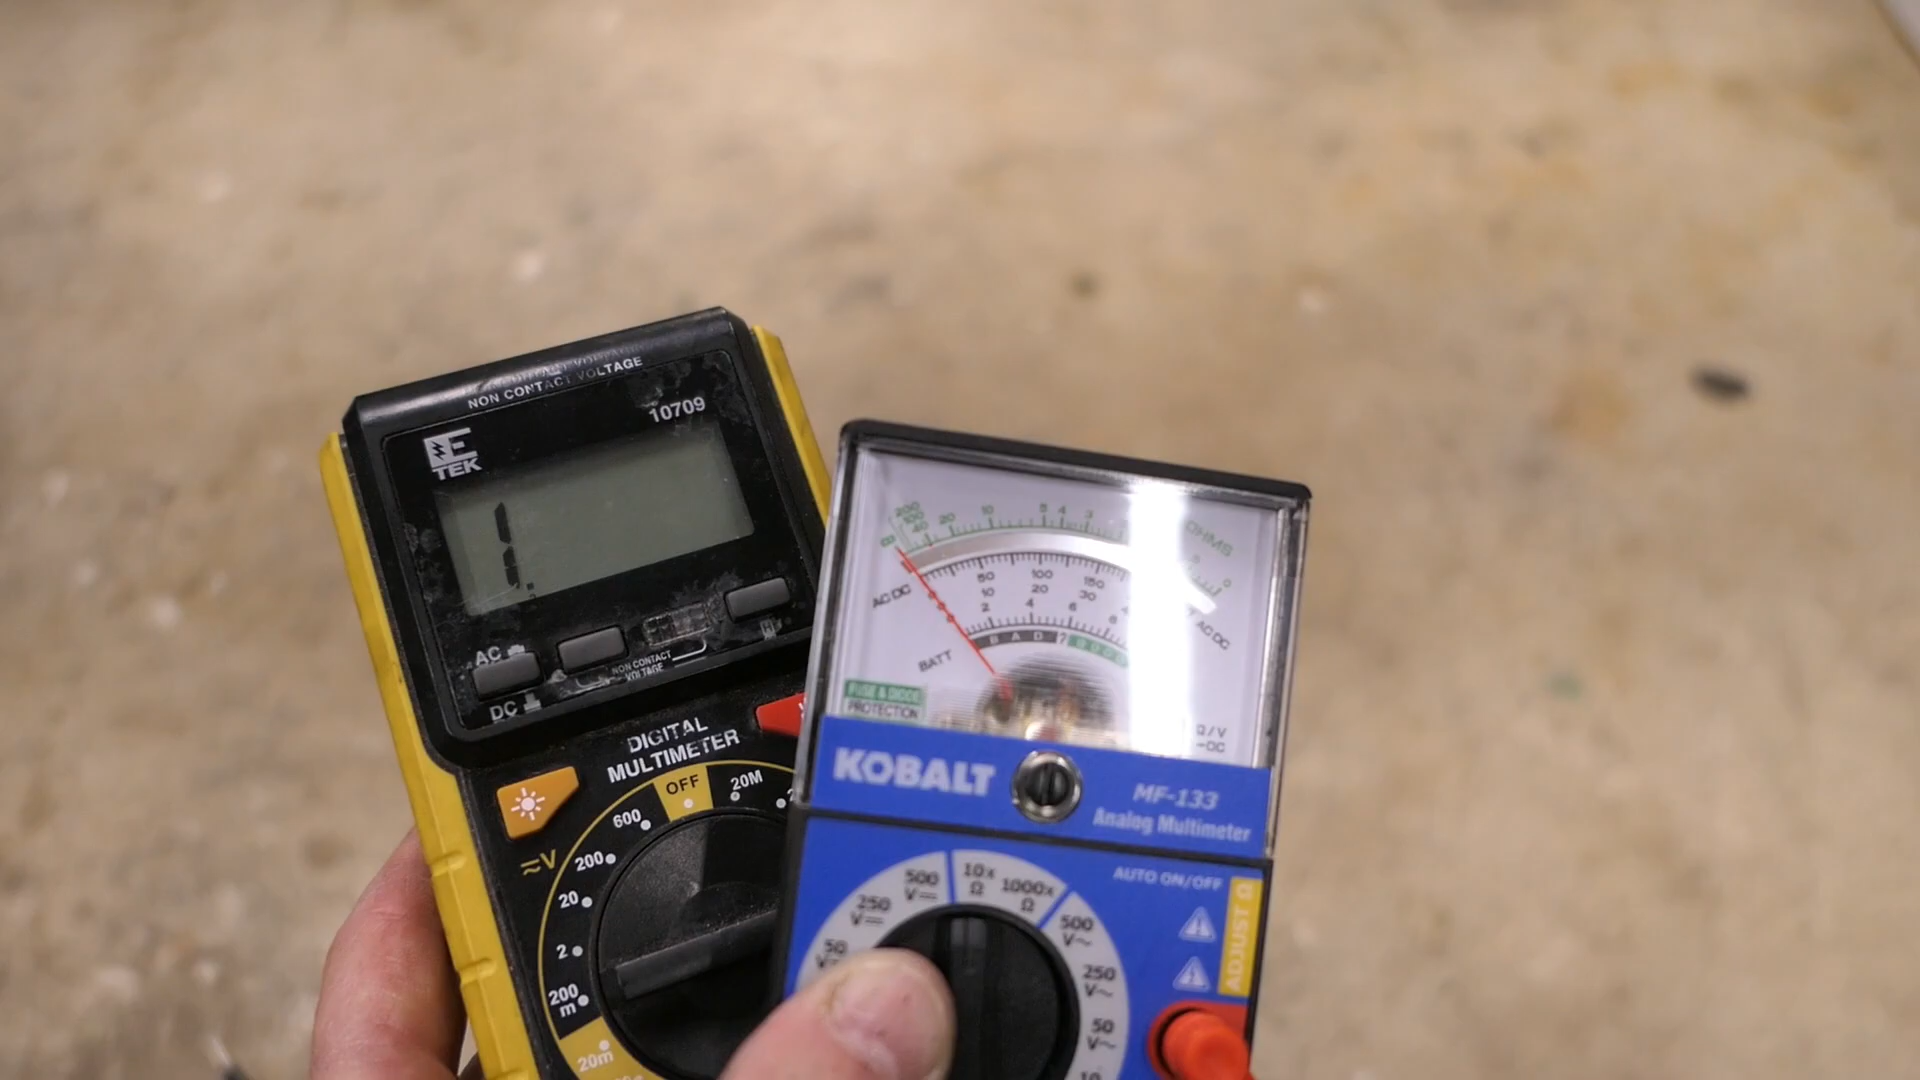 NON CONTACT VOLTAGE
10709
E
TEK
1.
AC
NON CONTACT
VOLTAGE
DC
DIGITAL
MULTIMETER
OFF
20M
600
200
20
2
200
m
20m
V
200
100
40
20
10
5
4
3
0
OHMS
∞
50
100
150
10
20
30
2
4
6
8
AC DC
AC DC
BAD
?
BATT
FUSE & DIODE
PROTECTION
Ω/V
-DC
KOBALT
MF-133
Analog Multimeter
AUTO ON/OFF
ADJUST Ω
500
V
10x
Ω
1000x
Ω
500
V~
250
V
250
V~
50
50
V~
10